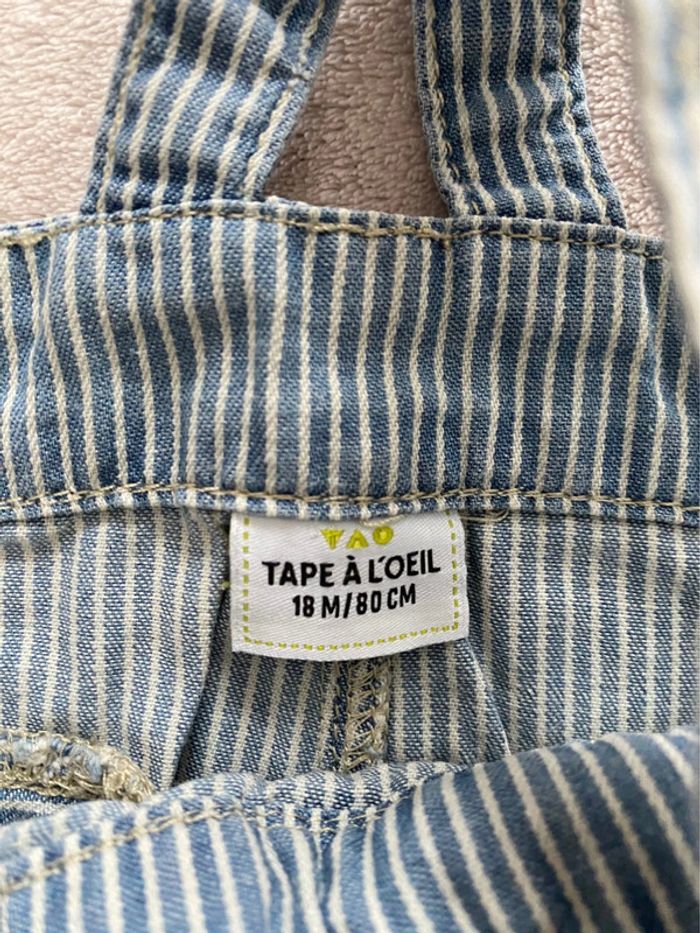 TAO
TAPE À L'OEIL
18 M/80 CM